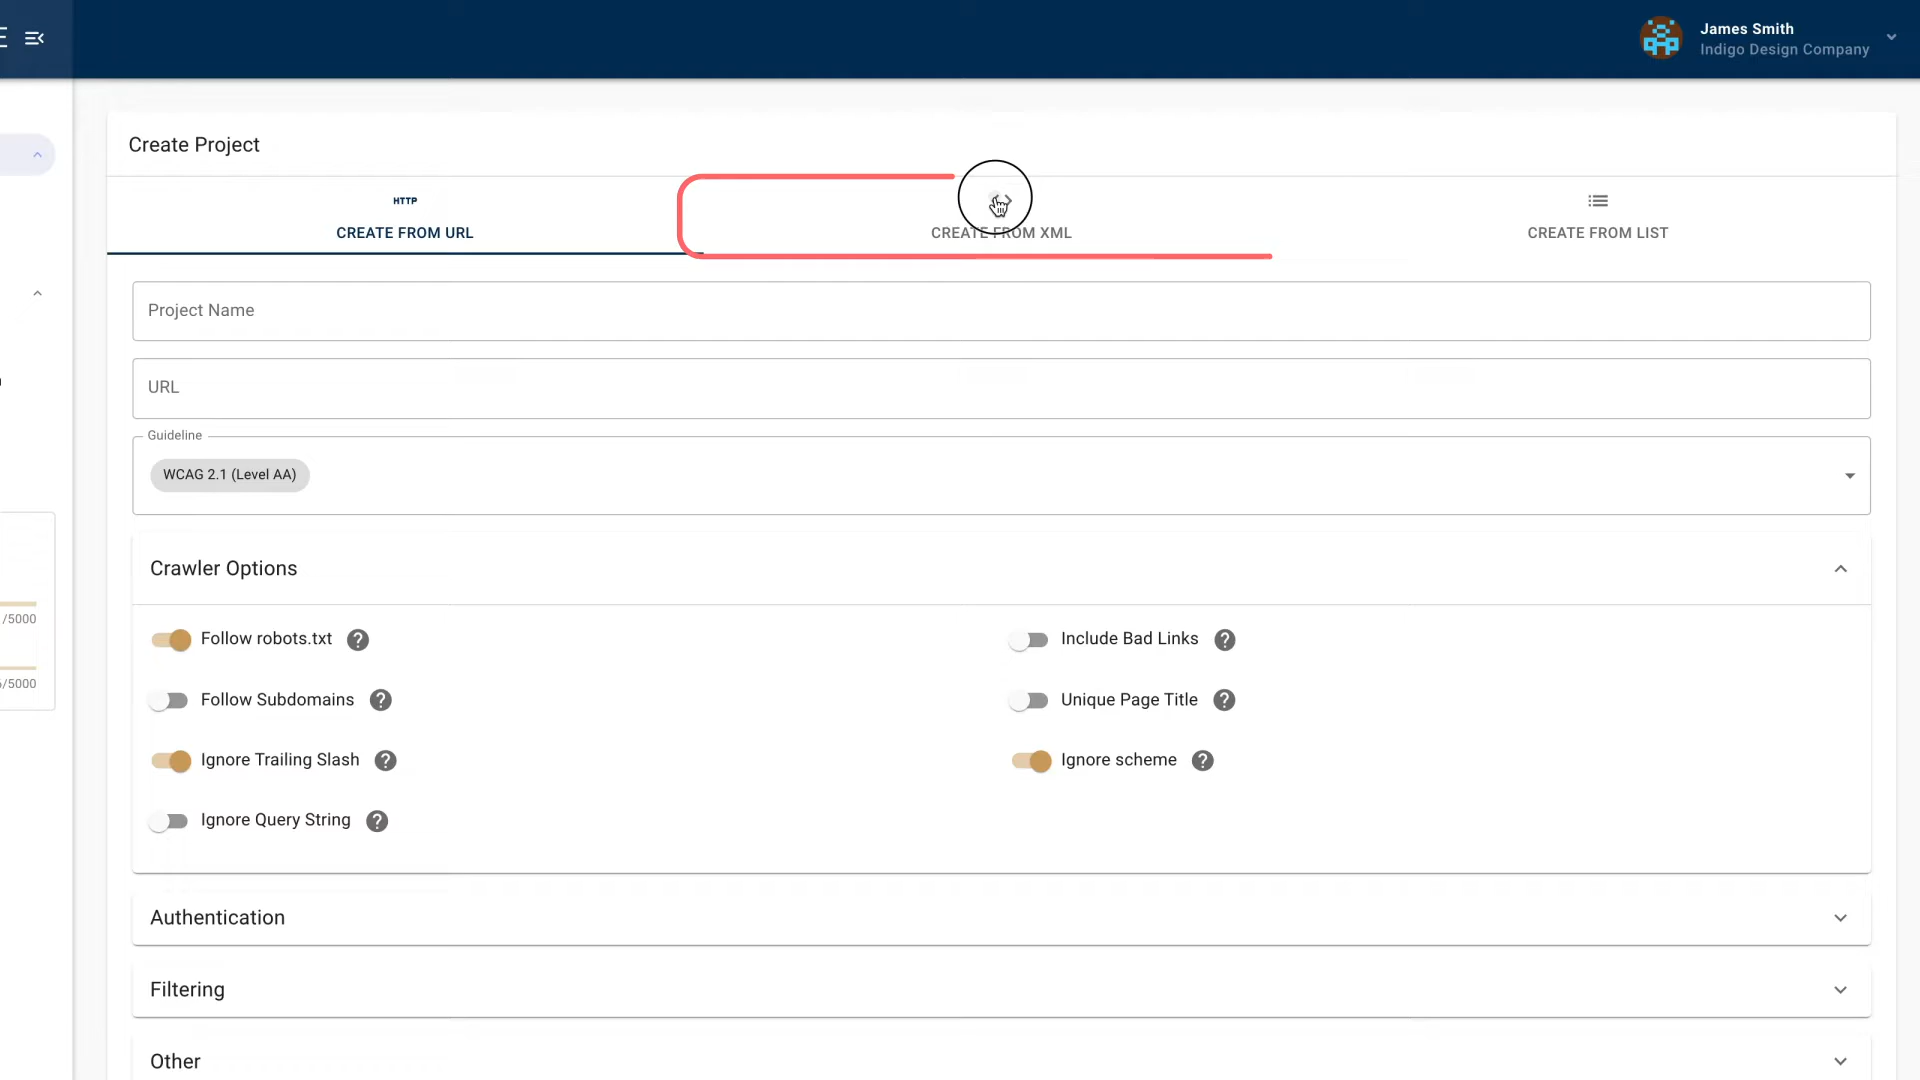 James Smith
Indigo Design Company
Create Project
HTTP
CREATE FROM URL
CREATE FROM XML
CREATE FROM LIST
Project Name
URL
Guideline
WCAG 2.1 (Level AA)
Crawler Options
/5000
Follow robots.txt
Include Bad Links
/5000
Follow Subdomains
Unique Page Title
Ignore Trailing Slash
Ignore scheme
Ignore Query String
Authentication
Filtering
Other